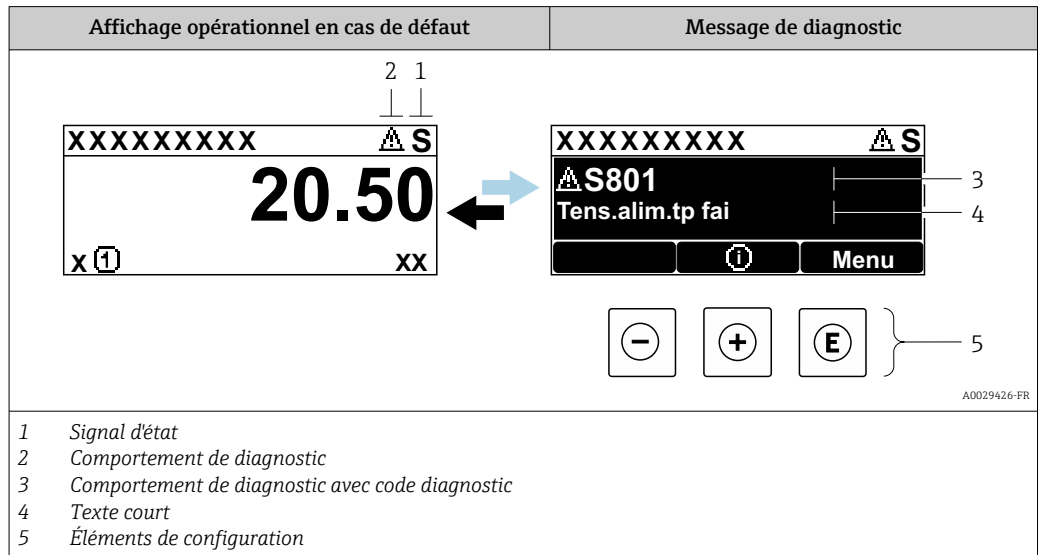 Affichage opérationnel en cas de défaut
Message de diagnostic
2 1
XXXXXXXXX ⚠ S
20.50
X ① XX
XXXXXXXXX ⚠ S
⚠S801
Tens.alim.tp fai
ⓘ Menu
3
4
− + E
5
A0029426-FR
1 Signal d'état
2 Comportement de diagnostic
3 Comportement de diagnostic avec code diagnostic
4 Texte court
5 Éléments de configuration